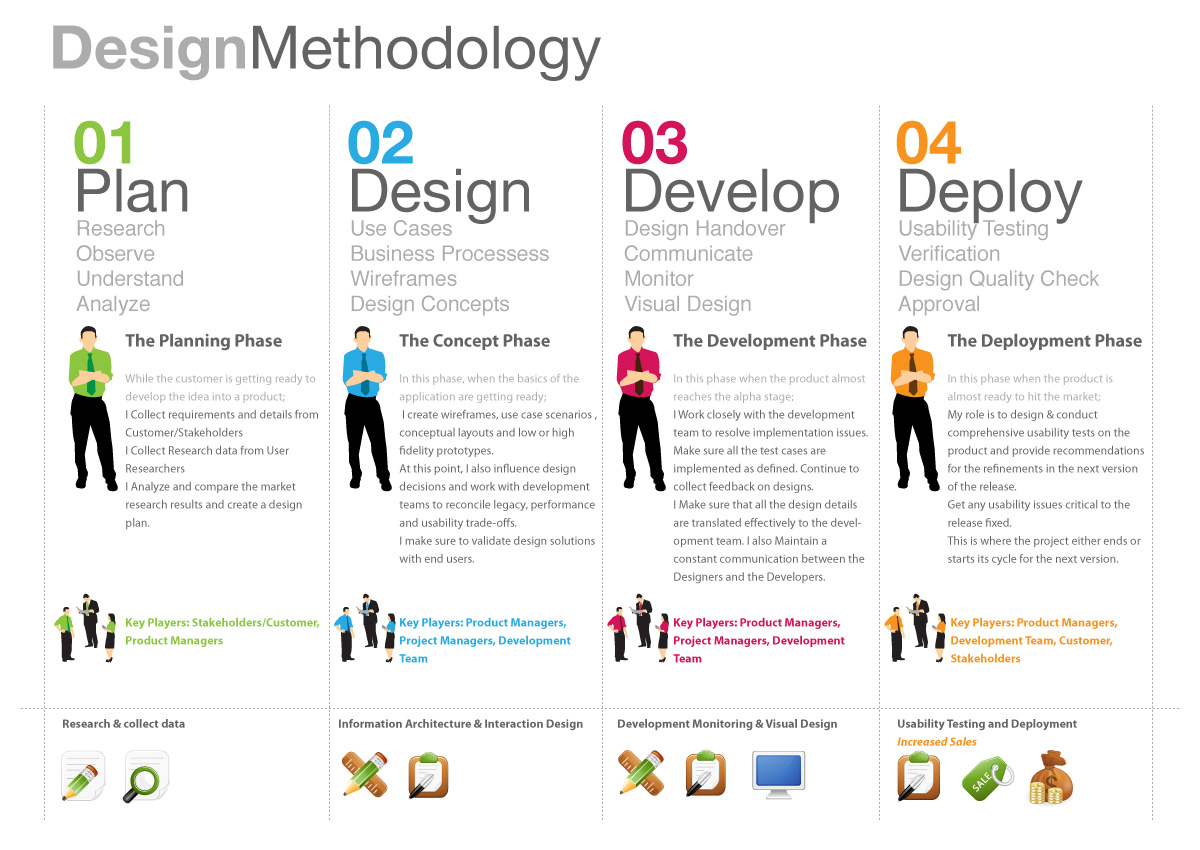 DesignMethodology
01
Plan
Research
Observe
Understand
Analyze
The Planning Phase
While the customer is getting ready to
develop the idea into a product;
I Collect requirements and details from
Customer/Stakeholders
I Collect Research data from User
Researchers
I Analyze and compare the market
research results and create a design
plan.
Key Players: Stakeholders/Customer,
Product Managers
Research & collect data
02
Design
Use Cases
Business Processess
Wireframes
Design Concepts
The Concept Phase
In this phase, when the basics of the
application are getting ready;
I create wireframes, use case scenarios ,
conceptual layouts and low or high
fidelity prototypes.
At this point, I also influence design
decisions and work with development
teams to reconcile legacy, performance
and usability trade-offs.
I make sure to validate design solutions
with end users.
Key Players: Product Managers,
Project Managers, Development
Team
Information Architecture & Interaction Design
03
Develop
Design Handover
Communicate
Monitor
Visual Design
The Development Phase
In this phase when the product almost
reaches the alpha stage;
I Work closely with the development
team to resolve implementation issues.
Make sure all the test cases are
implemented as defined. Continue to
collect feedback on designs.
I Make sure that all the design details
are translated effectively to the devel-
opment team. I also Maintain a
constant communication between the
Designers and the Developers.
Key Players: Product Managers,
Project Managers, Development
Team
Development Monitoring & Visual Design
04
Deploy
Usability Testing
Verification
Design Quality Check
Approval
The Deploypment Phase
In this phase when the product is
almost ready to hit the market;
My role is to design & conduct
comprehensive usability tests on the
product and provide recommendations
for the refinements in the next version
of the release.
Get any usability issues critical to the
release fixed.
This is where the project either ends or
starts its cycle for the next version.
Key Players: Product Managers,
Development Team, Customer,
Stakeholders
Usability Testing and Deployment
Increased Sales
SALE